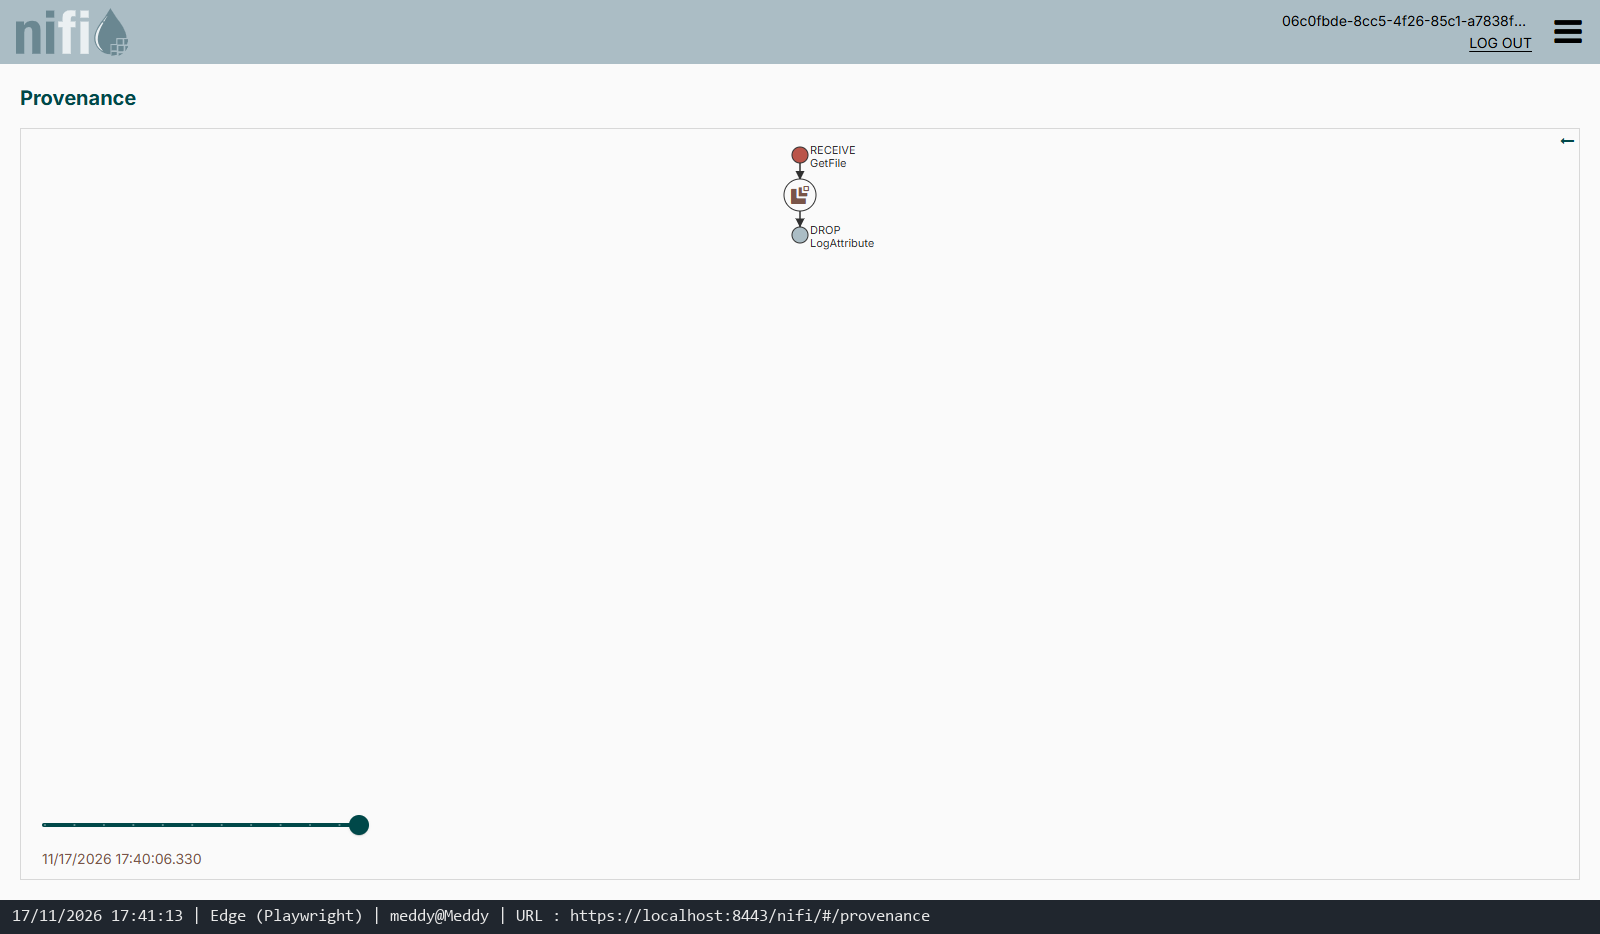 nifi
06c0fbde-8cc5-4f26-85c1-a7838f...
LOG OUT
Provenance
RECEIVE
GetFile
DROP
LogAttribute
11/17/2026 17:40:06.330
17/11/2026 17:41:13 | Edge (Playwright) | meddy@Meddy | URL : https://localhost:8443/nifi/#/provenance